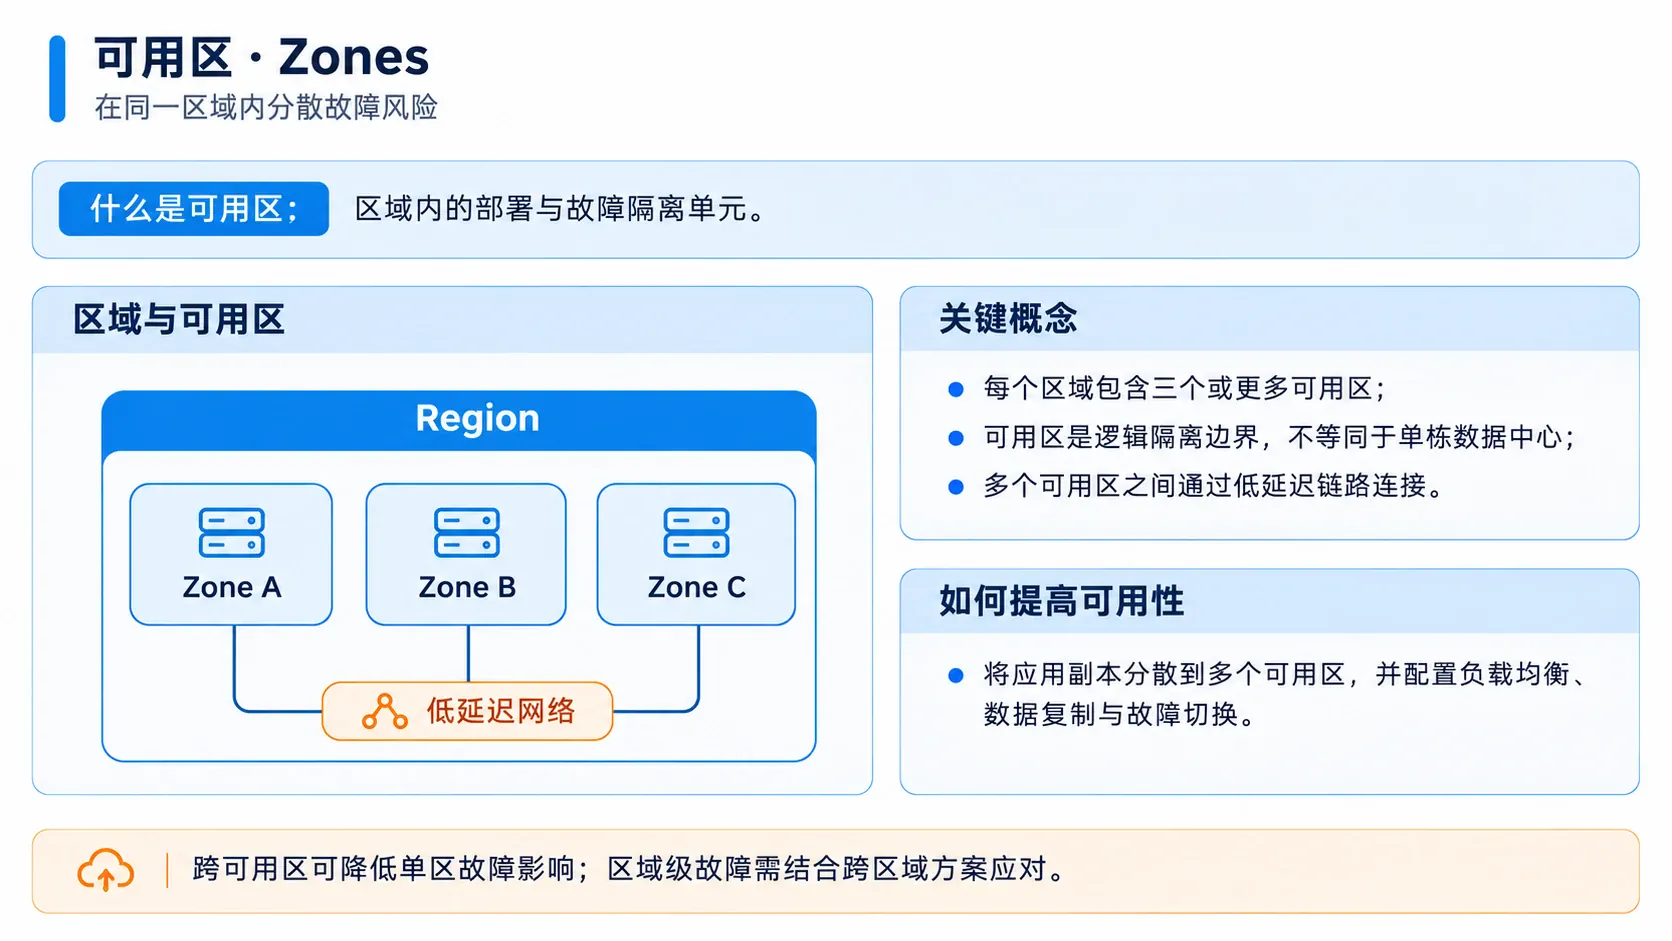 可用区 · Zones
在同一区域内分散故障风险
什么是可用区；
区域内的部署与故障隔离单元。
区域与可用区
Region
Zone A
Zone B
Zone C
低延迟网络
关键概念
每个区域包含三个或更多可用区；
可用区是逻辑隔离边界，不等同于单栋数据中心；
多个可用区之间通过低延迟链路连接。
如何提高可用性
将应用副本分散到多个可用区，并配置负载均衡、
数据复制与故障切换。
跨可用区可降低单区故障影响；区域级故障需结合跨区域方案应对。